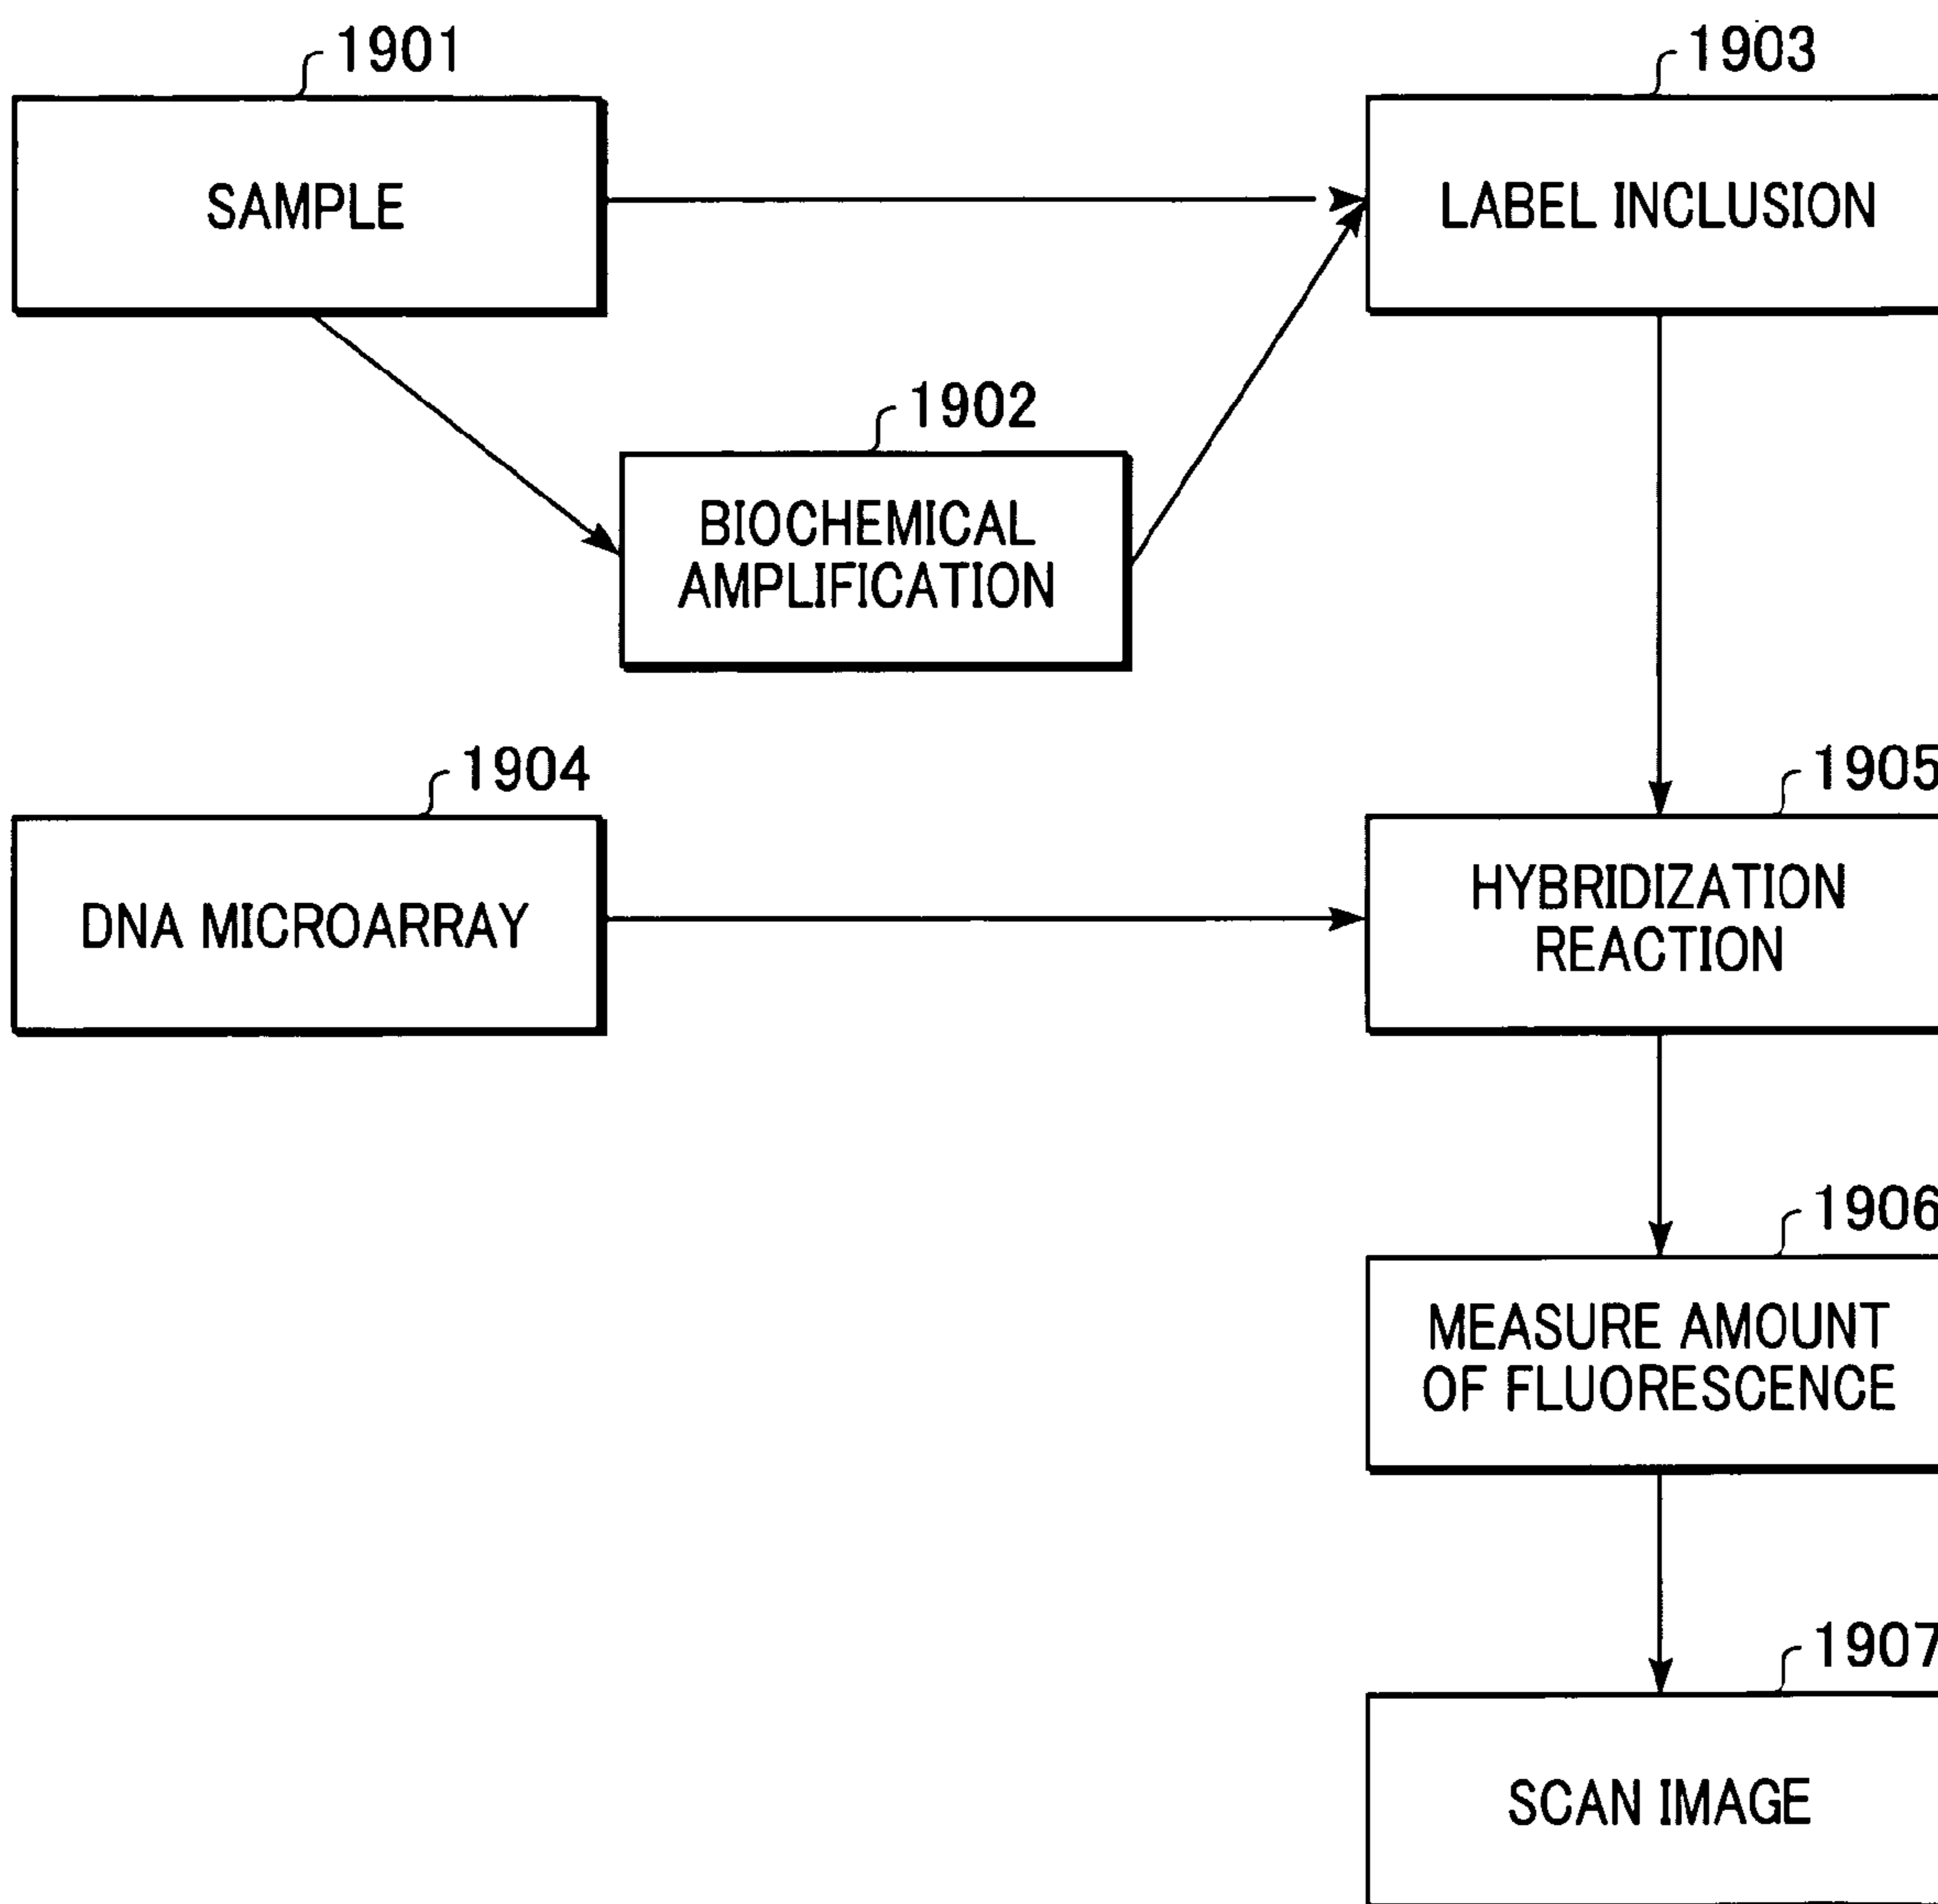 1901
SAMPLE
1903
LABEL INCLUSION
1902
BIOCHEMICAL
AMPLIFICATION
1904
DNA MICROARRAY
1905
HYBRIDIZATION
REACTION
1906
MEASURE AMOUNT
OF FLUORESCENCE
1907
SCAN IMAGE